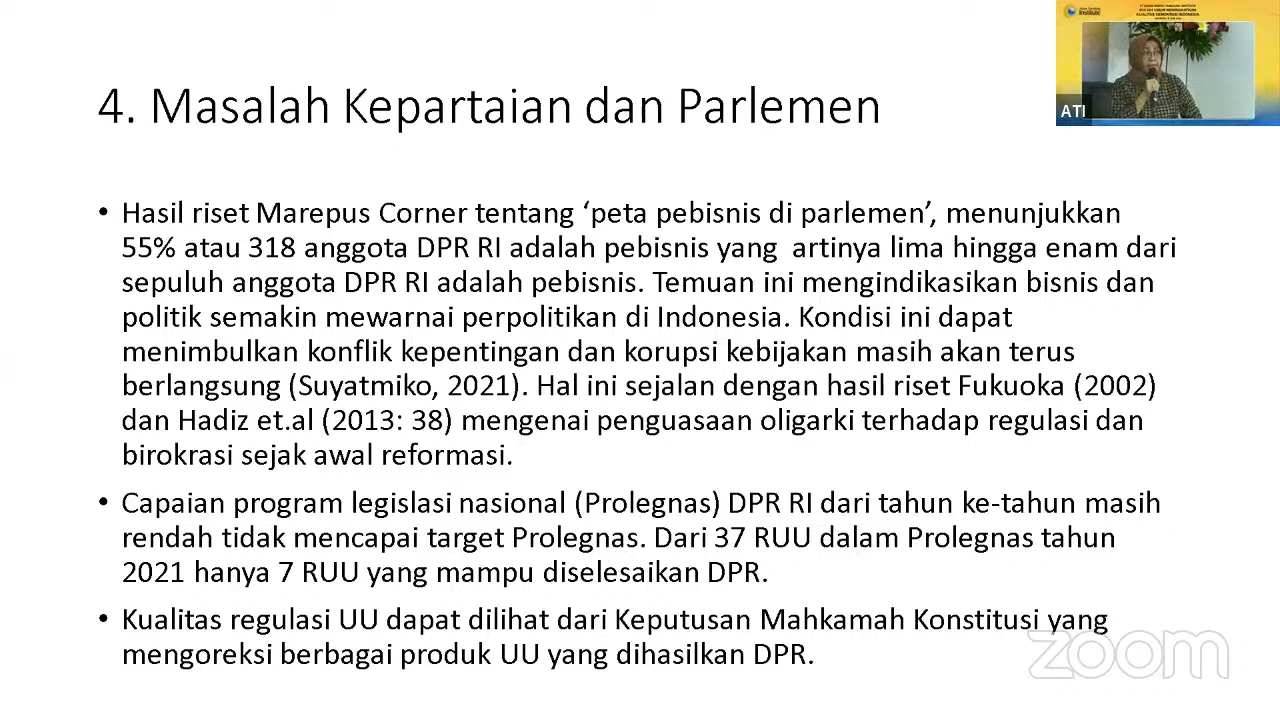 4. Masalah Kepartaian dan Parlemen
ATI
• Hasil riset Marepus Corner tentang ‘peta pebisnis di parlemen’, menunjukkan
55% atau 318 anggota DPR RI adalah pebisnis yang  artinya lima hingga enam dari
sepuluh anggota DPR RI adalah pebisnis. Temuan ini mengindikasikan bisnis dan
politik semakin mewarnai perpolitikan di Indonesia. Kondisi ini dapat
menimbulkan konflik kepentingan dan korupsi kebijakan masih akan terus
berlangsung (Suyatmiko, 2021). Hal ini sejalan dengan hasil riset Fukuoka (2002)
dan Hadiz et.al (2013: 38) mengenai penguasaan oligarki terhadap regulasi dan
birokrasi sejak awal reformasi.
• Capaian program legislasi nasional (Prolegnas) DPR RI dari tahun ke-tahun masih
rendah tidak mencapai target Prolegnas. Dari 37 RUU dalam Prolegnas tahun
2021 hanya 7 RUU yang mampu diselesaikan DPR.
• Kualitas regulasi UU dapat dilihat dari Keputusan Mahkamah Konstitusi yang
mengoreksi berbagai produk UU yang dihasilkan DPR.
zoom